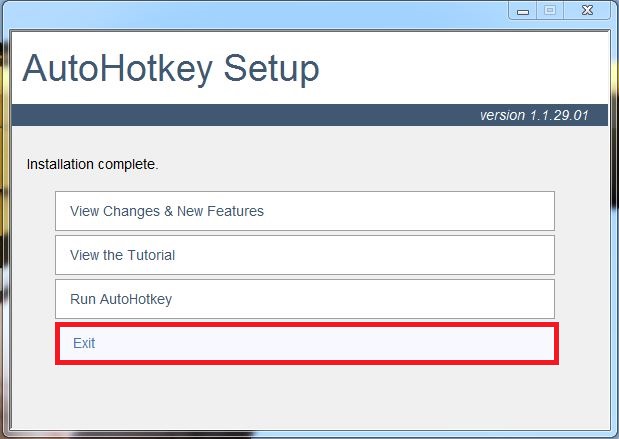 AutoHotkey Setup
version 1.1.29.01
Installation complete.
View Changes & New Features
View the Tutorial
Run AutoHotkey
Exit